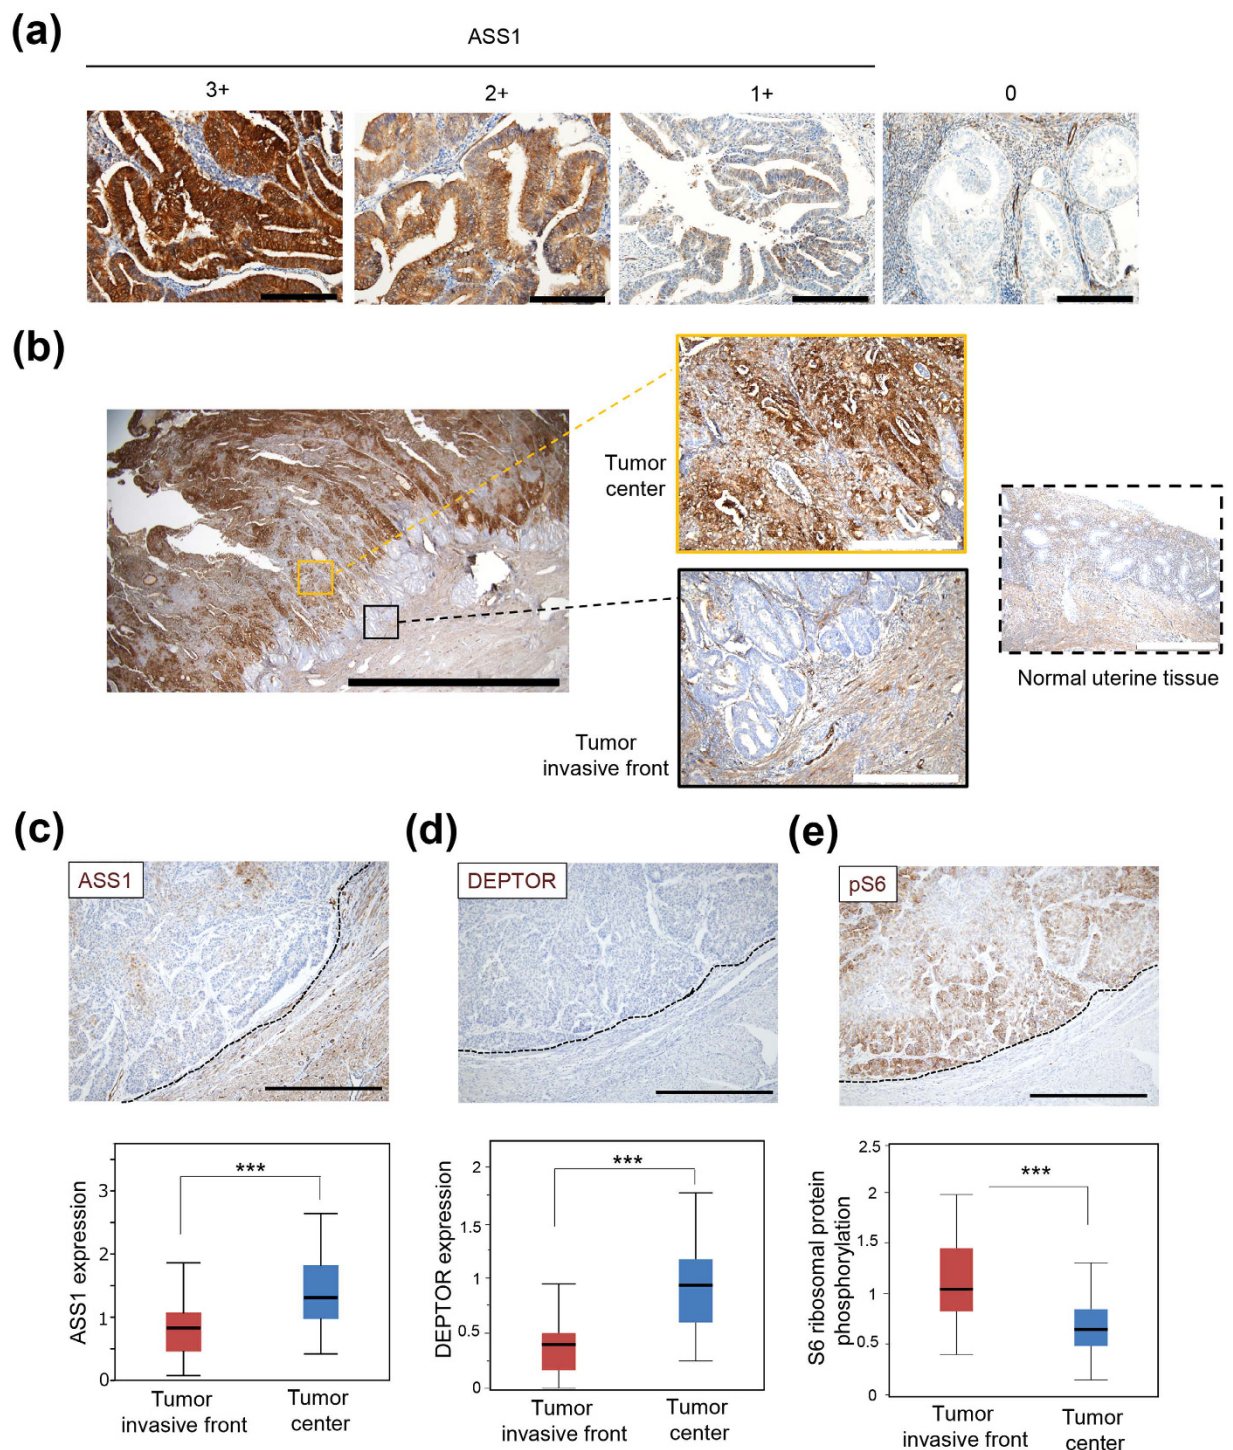 (a)
ASS1
3+ 2+ 1+ 0
(b)
Tumor
center
Tumor
invasive front
Normal uterine tissue
(c)
ASS1
(d)
DEPTOR
(e)
pS6
ASS1 expression
3
2
1
0
***
Tumor
invasive front
Tumor
center
DEPTOR expression
2
1.5
1
0.5
0
***
Tumor
invasive front
Tumor
center
S6 ribosomal protein
phosphorylation
2.5
2
1.5
1
0.5
0
***
Tumor
invasive front
Tumor
center